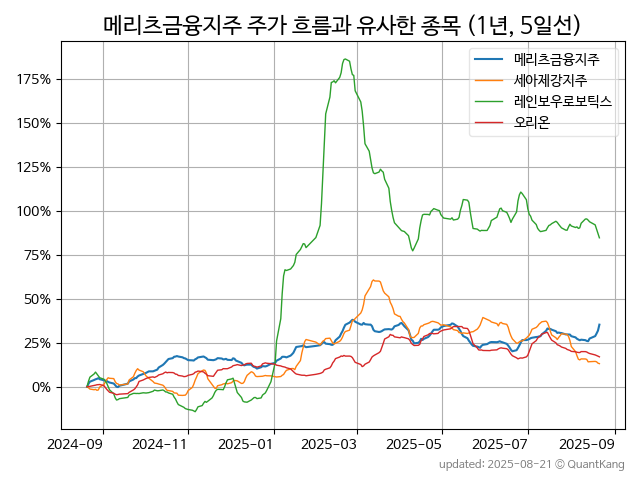 메리츠금융지주 주가 흐름과 유사한 종목 (1년, 5일선)
메리츠금융지주
세아제강지주
레인보우로보틱스
오리온
175%
150%
125%
100%
75%
50%
25%
0%
2024-09 2024-11 2025-01 2025-03 2025-05 2025-07 2025-09
updated: 2025-08-21 © QuantKang